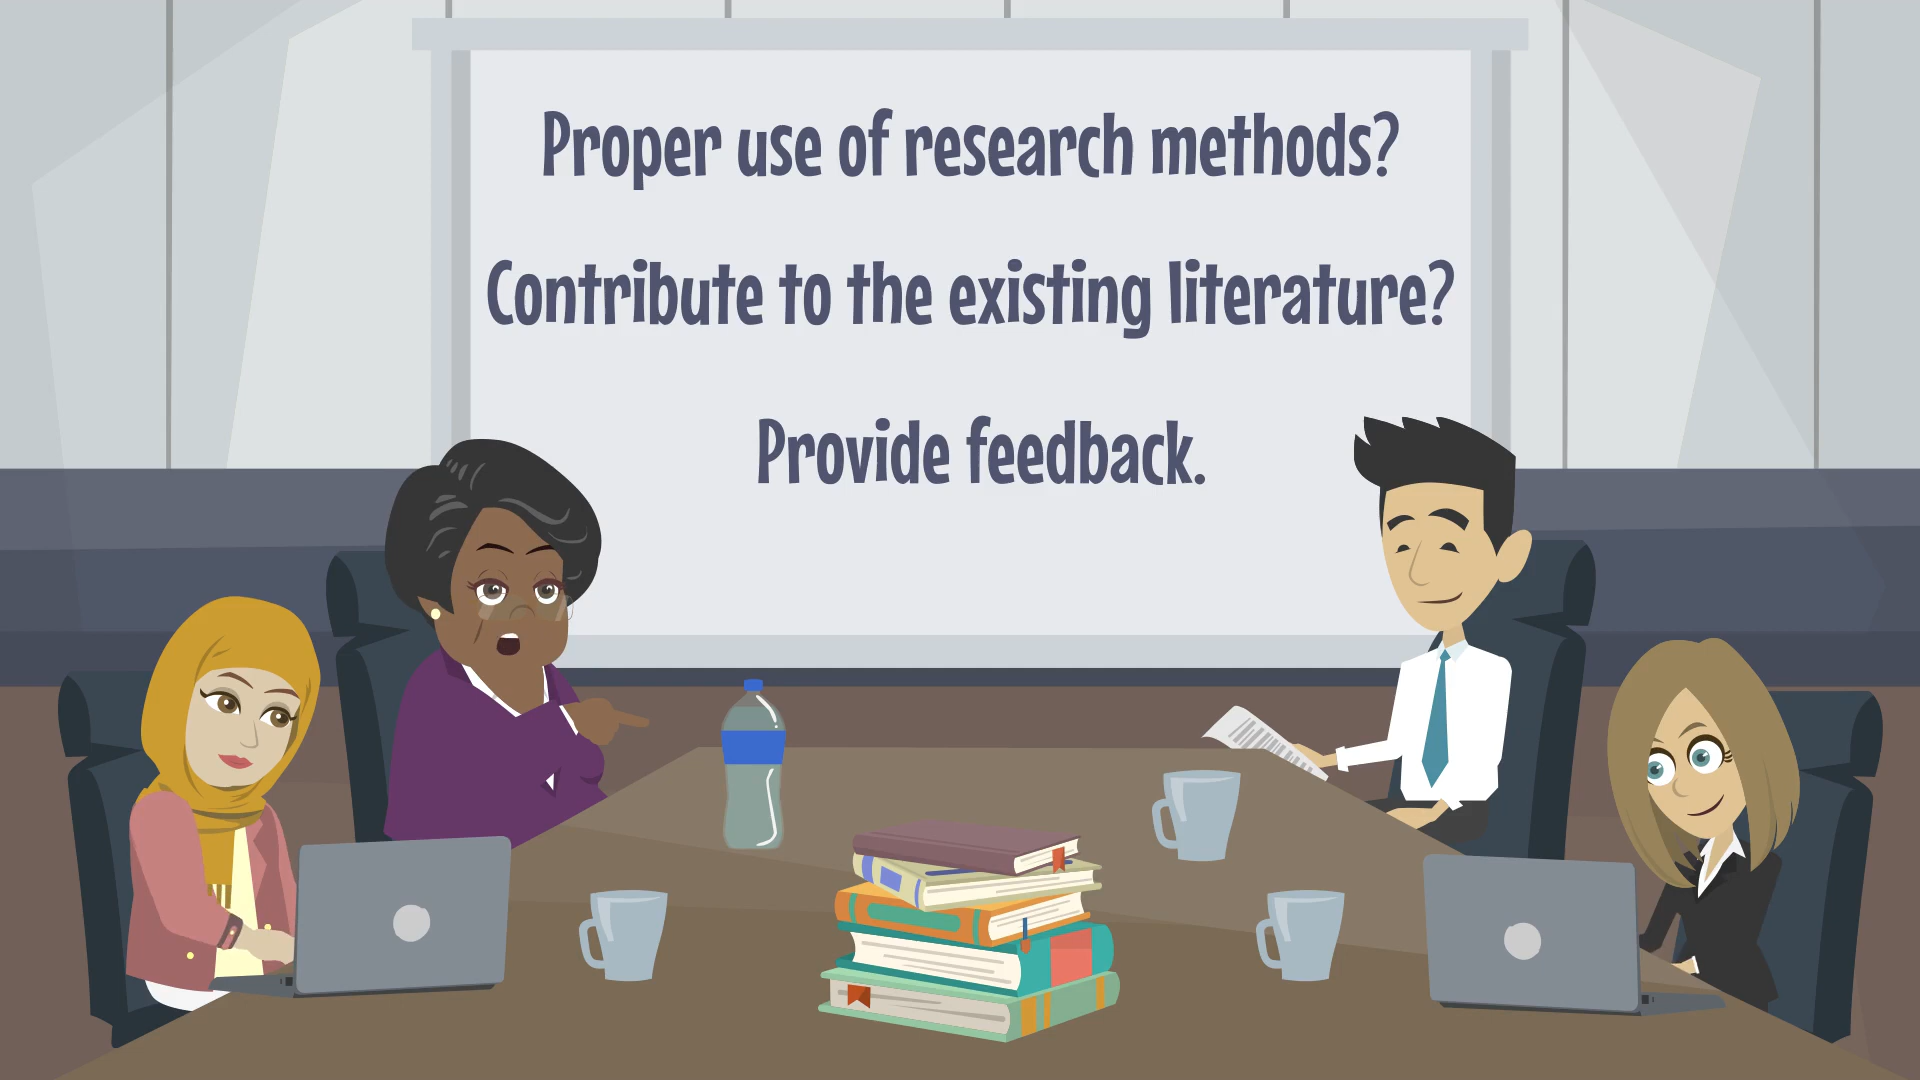 Proper use of research methods?
Contribute to the existing literature?
Provide feedback.